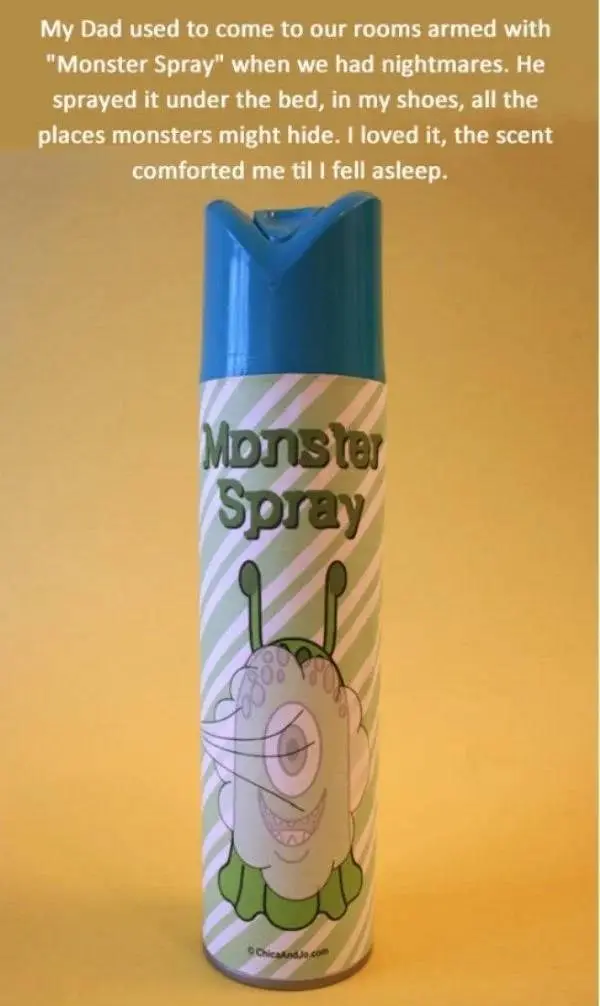 My Dad used to come to our rooms armed with
"Monster Spray" when we had nightmares. He
sprayed it under the bed, in my shoes, all the
places monsters might hide. I loved it, the scent
comforted me til I fell asleep.
Monster
Spray
© ChicaAndJo.com